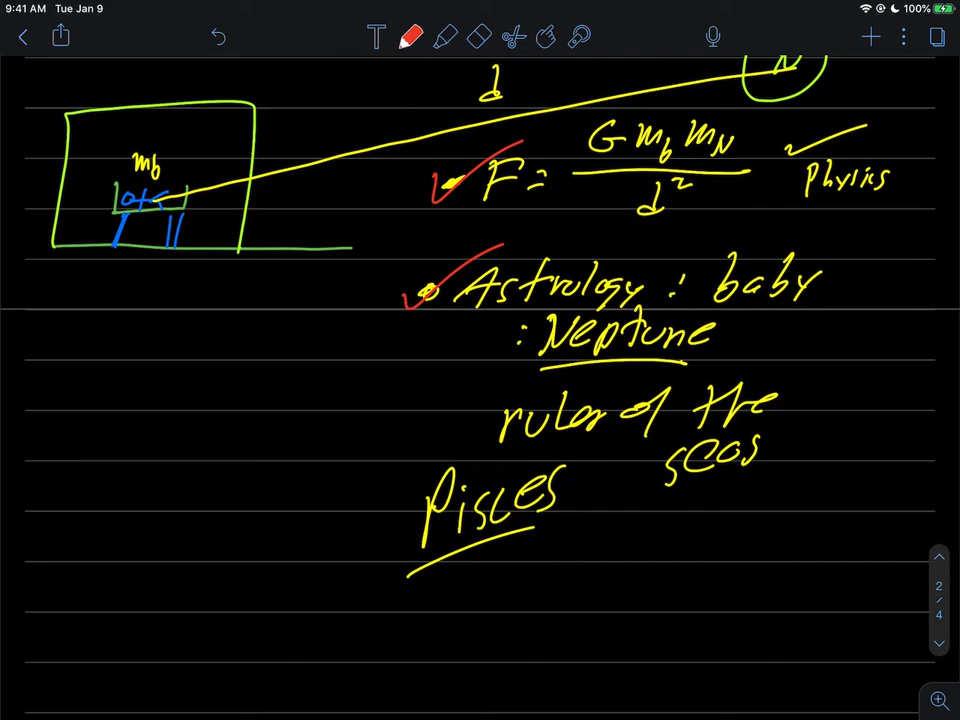 9:41 AM Tue Jan 9
100%
d
N
mb
F = G mb mN / d²
Physics
Astrology : baby
: Neptune
ruler of the
seas
Pisces
2
/
4